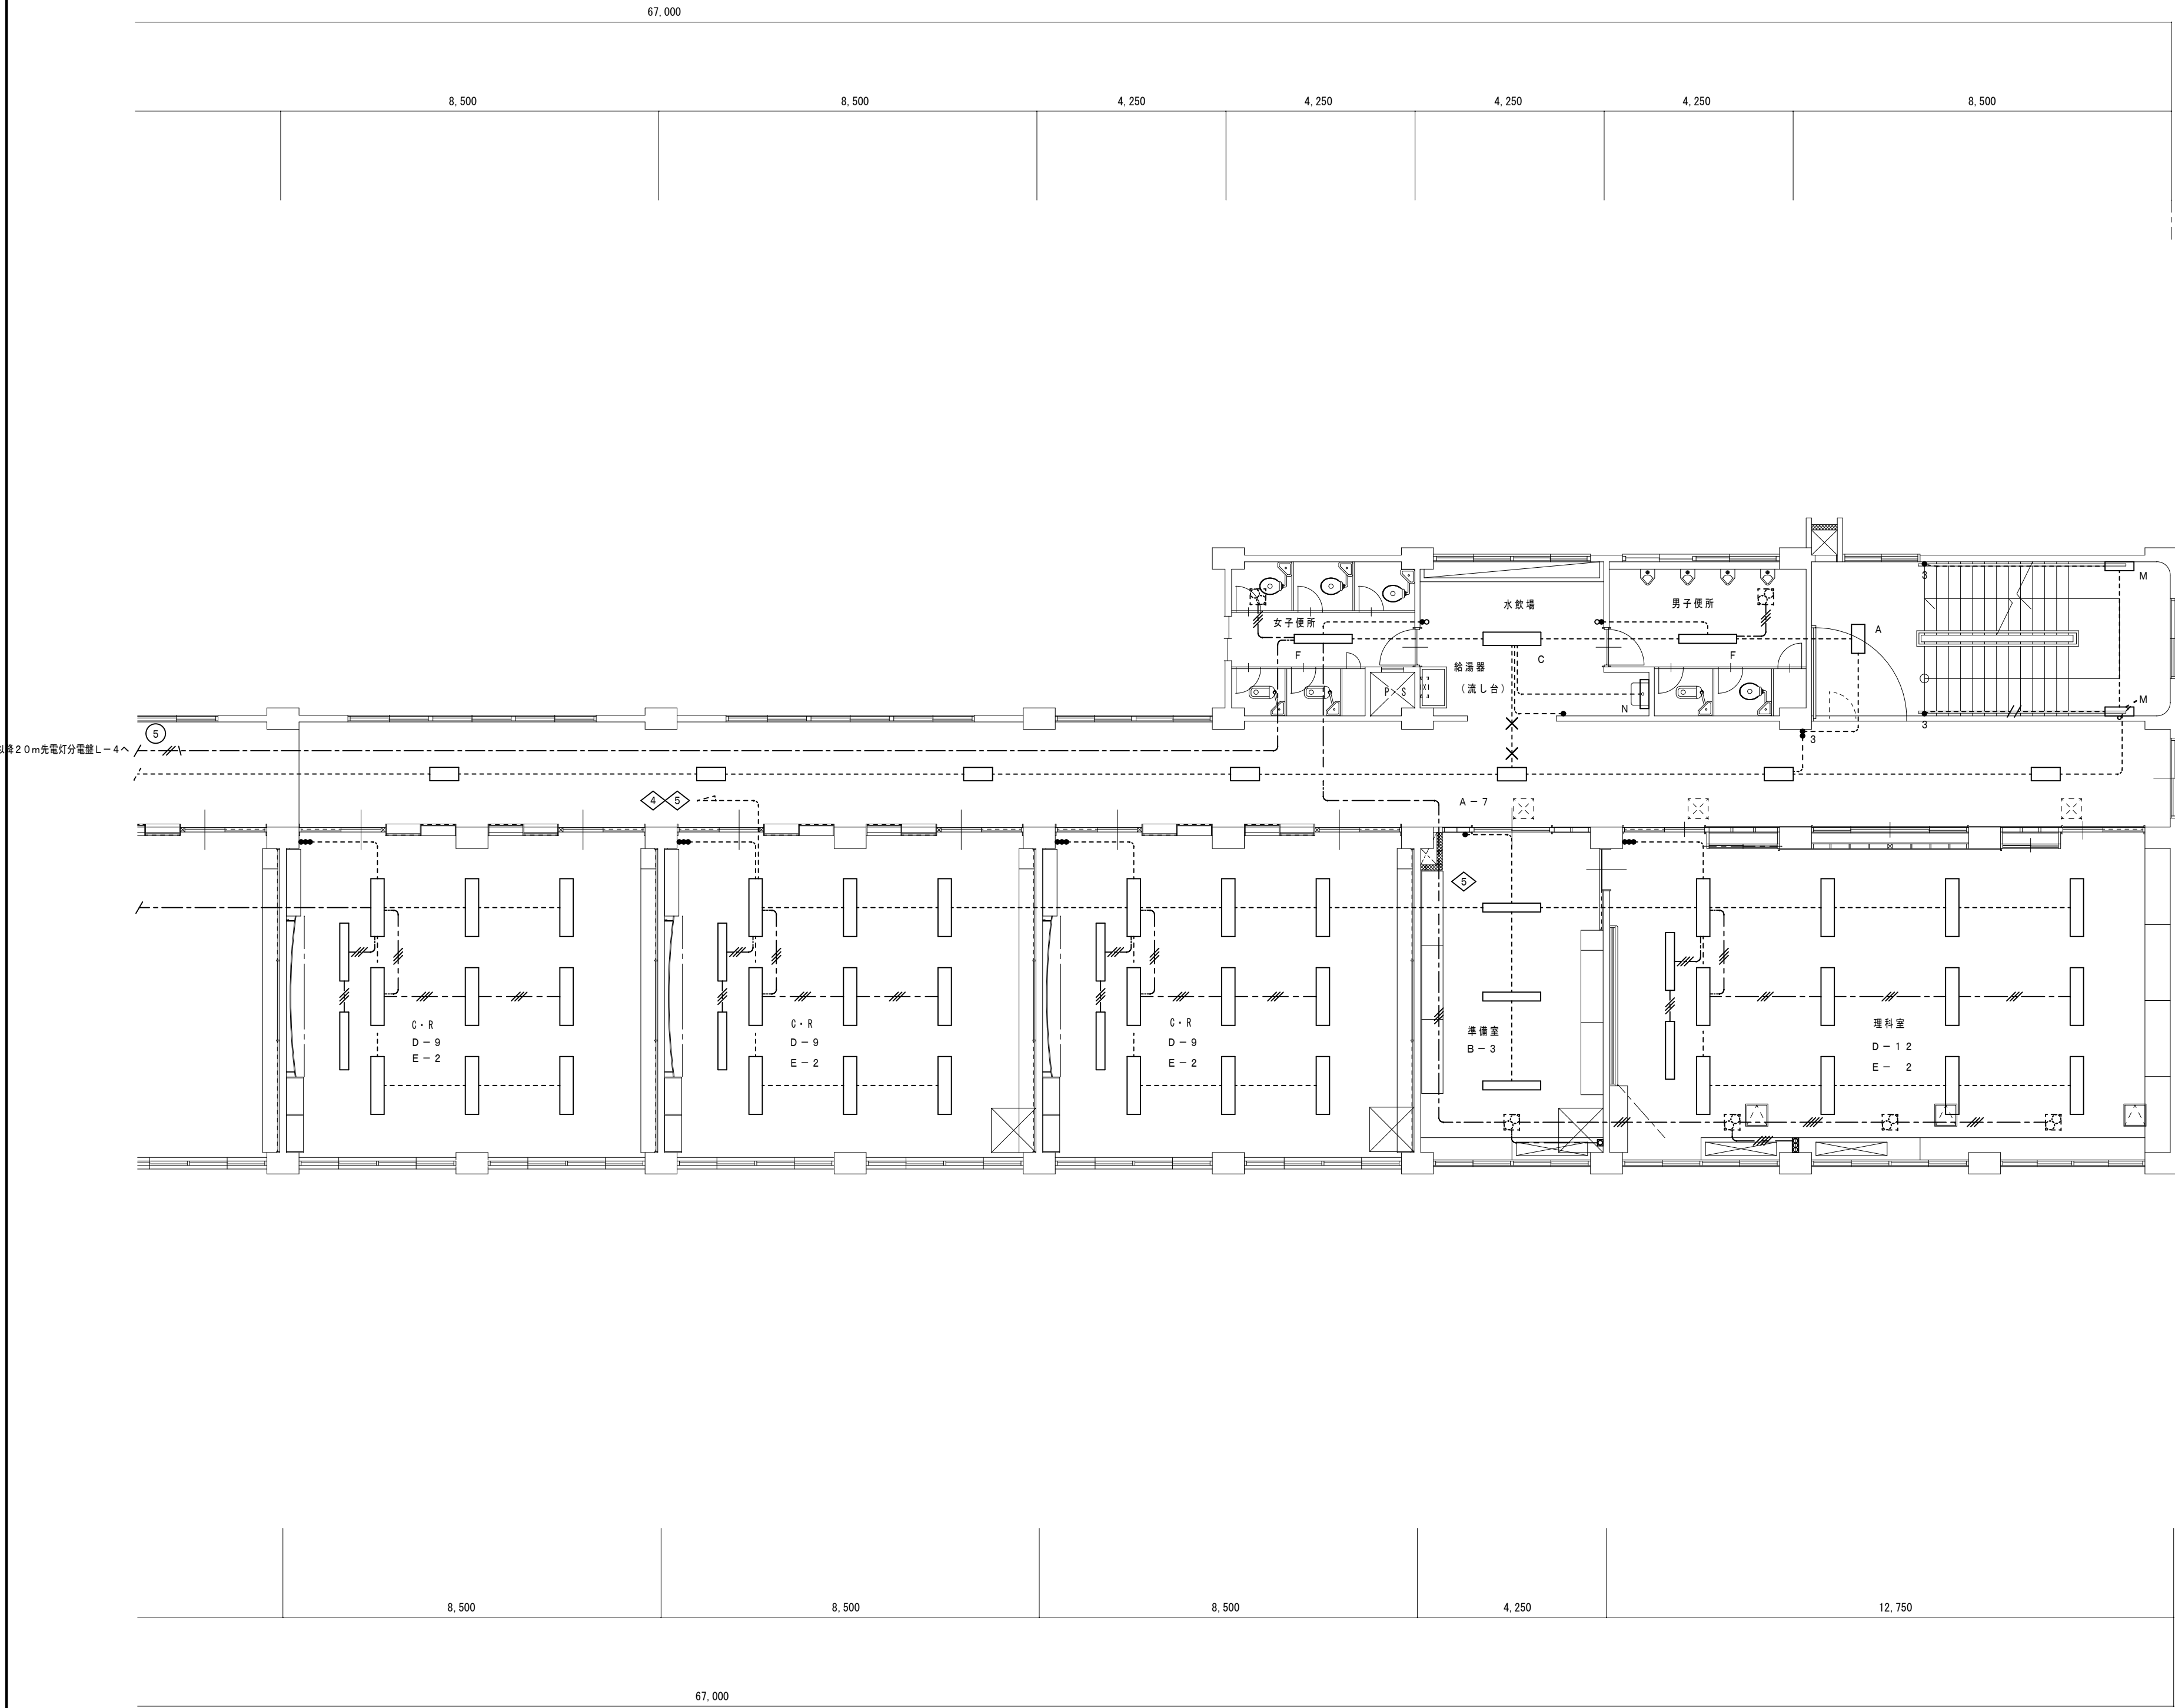 67,000
8,500
8,500
4,250
4,250
4,250
4,250
8,500
3
M
水飲場
男子便所
女子便所
A
F
C
F
給湯器
(流し台)
P・S
N
M
3
5
3
降20m先電灯分電盤L-4へ
4
5
A-7
5
C・R
D-9
E-2
C・R
D-9
E-2
C・R
D-9
E-2
準備室
B-3
理科室
D-12
E- 2
8,500
8,500
8,500
4,250
12,750
67,000